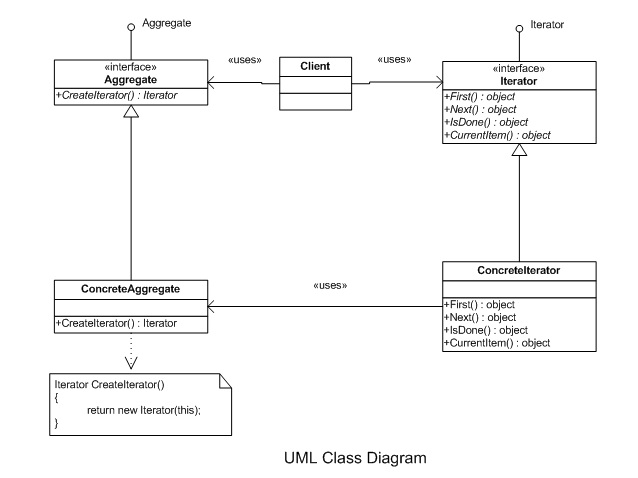 Aggregate
Iterator
«uses»
«uses»
«interface»
Aggregate
+CreateIterator() : Iterator
Client
«interface»
Iterator
+First() : object
+Next() : object
+IsDone() : object
+CurrentItem() : object
ConcreteAggregate
+CreateIterator() : Iterator
«uses»
ConcreteIterator
+First() : object
+Next() : object
+IsDone() : object
+CurrentItem() : object
Iterator CreateIterator()
{
return new Iterator(this);
}
UML Class Diagram